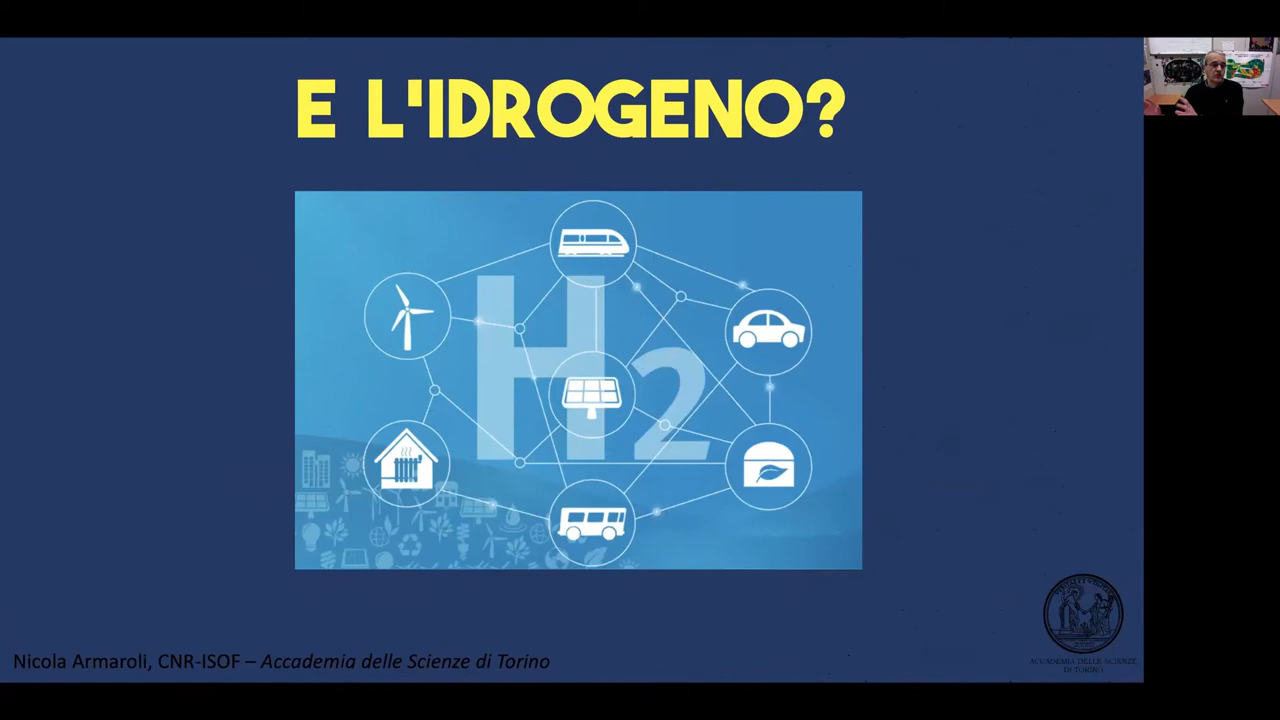 E L'IDROGENO?
H2
Nicola Armaroli, CNR-ISOF – Accademia delle Scienze di Torino
ACCADEMIA DELLE SCIENZE
DI TORINO